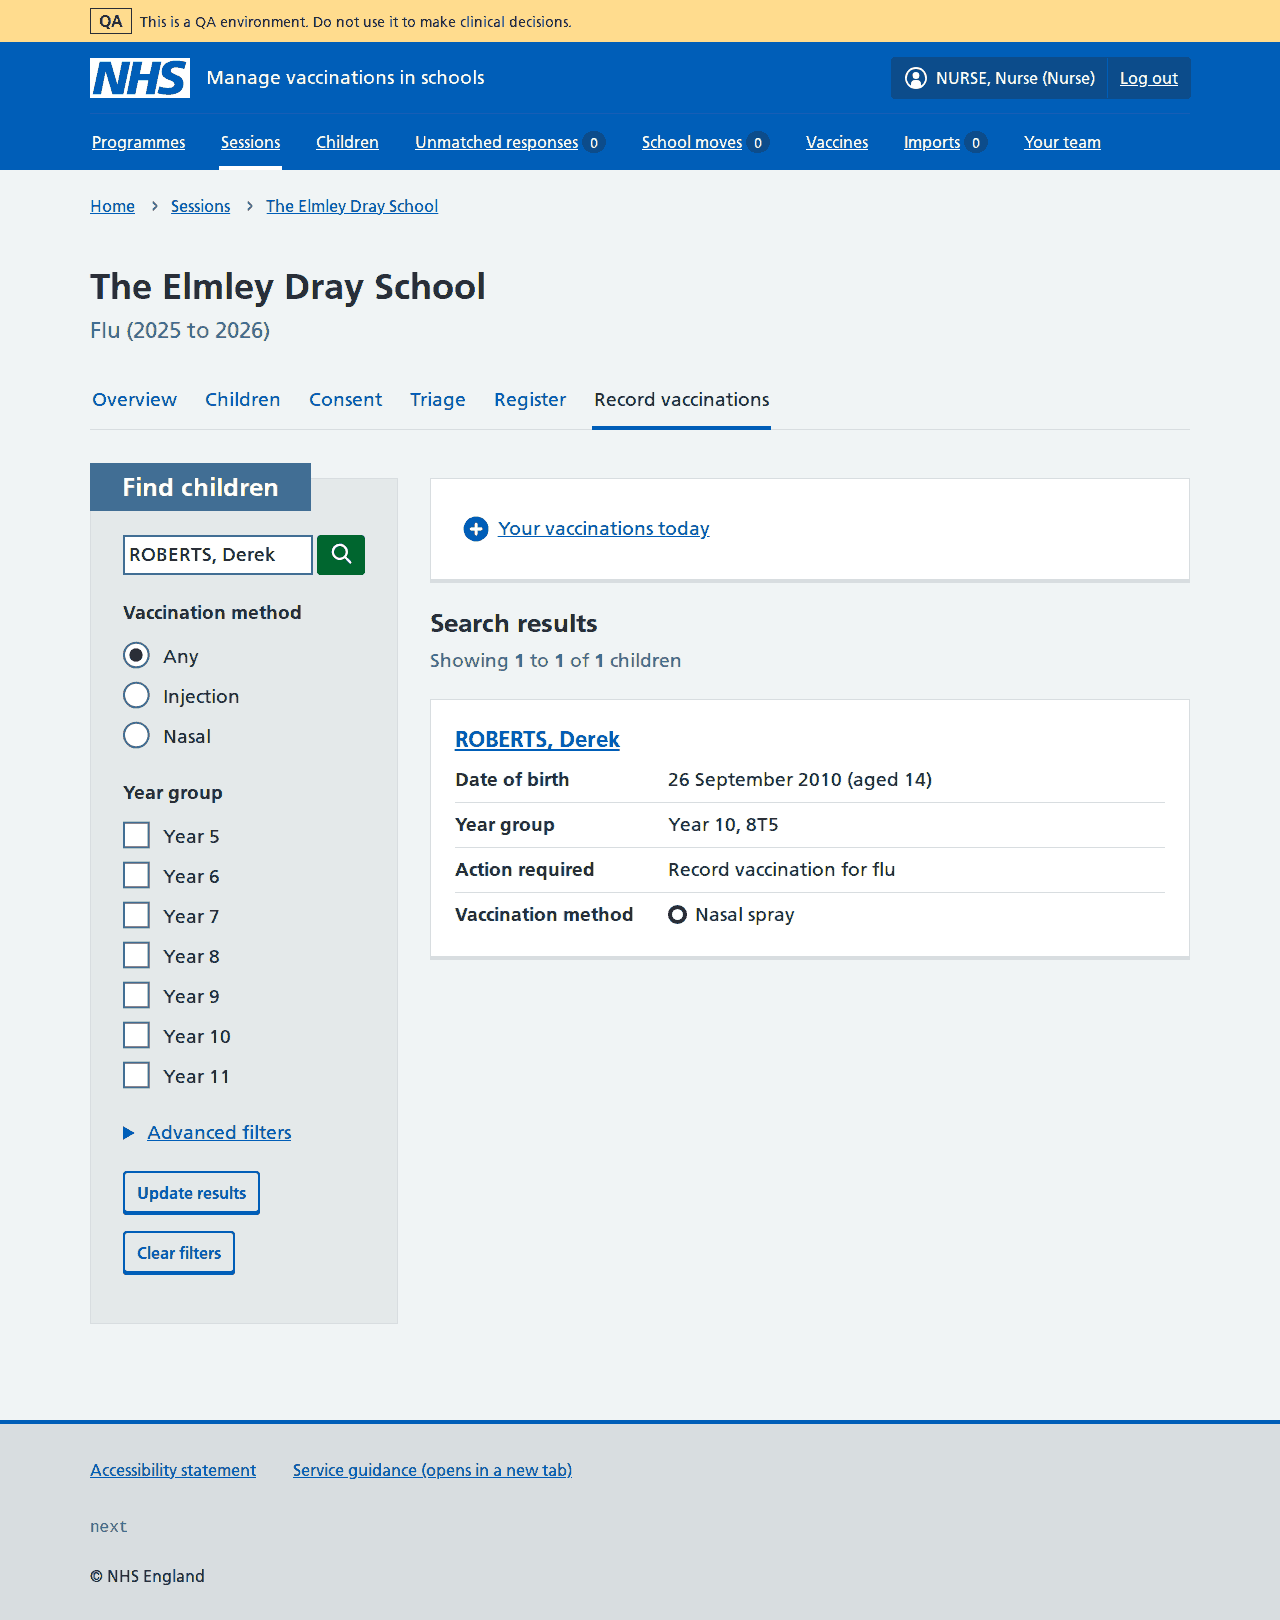 QA This is a QA environment. Do not use it to make clinical decisions.
NHS Manage vaccinations in schools
NURSE, Nurse (Nurse) Log out
Programmes Sessions Children Unmatched responses 0 School moves 0 Vaccines Imports 0 Your team
Home Sessions The Elmley Dray School
The Elmley Dray School
Flu (2025 to 2026)
Overview Children Consent Triage Register Record vaccinations
Find children
ROBERTS, Derek
Vaccination method
Any
Injection
Nasal
Year group
Year 5
Year 6
Year 7
Year 8
Year 9
Year 10
Year 11
Advanced filters
Update results
Clear filters
Your vaccinations today
Search results
Showing 1 to 1 of 1 children
ROBERTS, Derek
Date of birth 26 September 2010 (aged 14)
Year group Year 10, 8T5
Action required Record vaccination for flu
Vaccination method Nasal spray
Accessibility statement Service guidance (opens in a new tab)
next
© NHS England